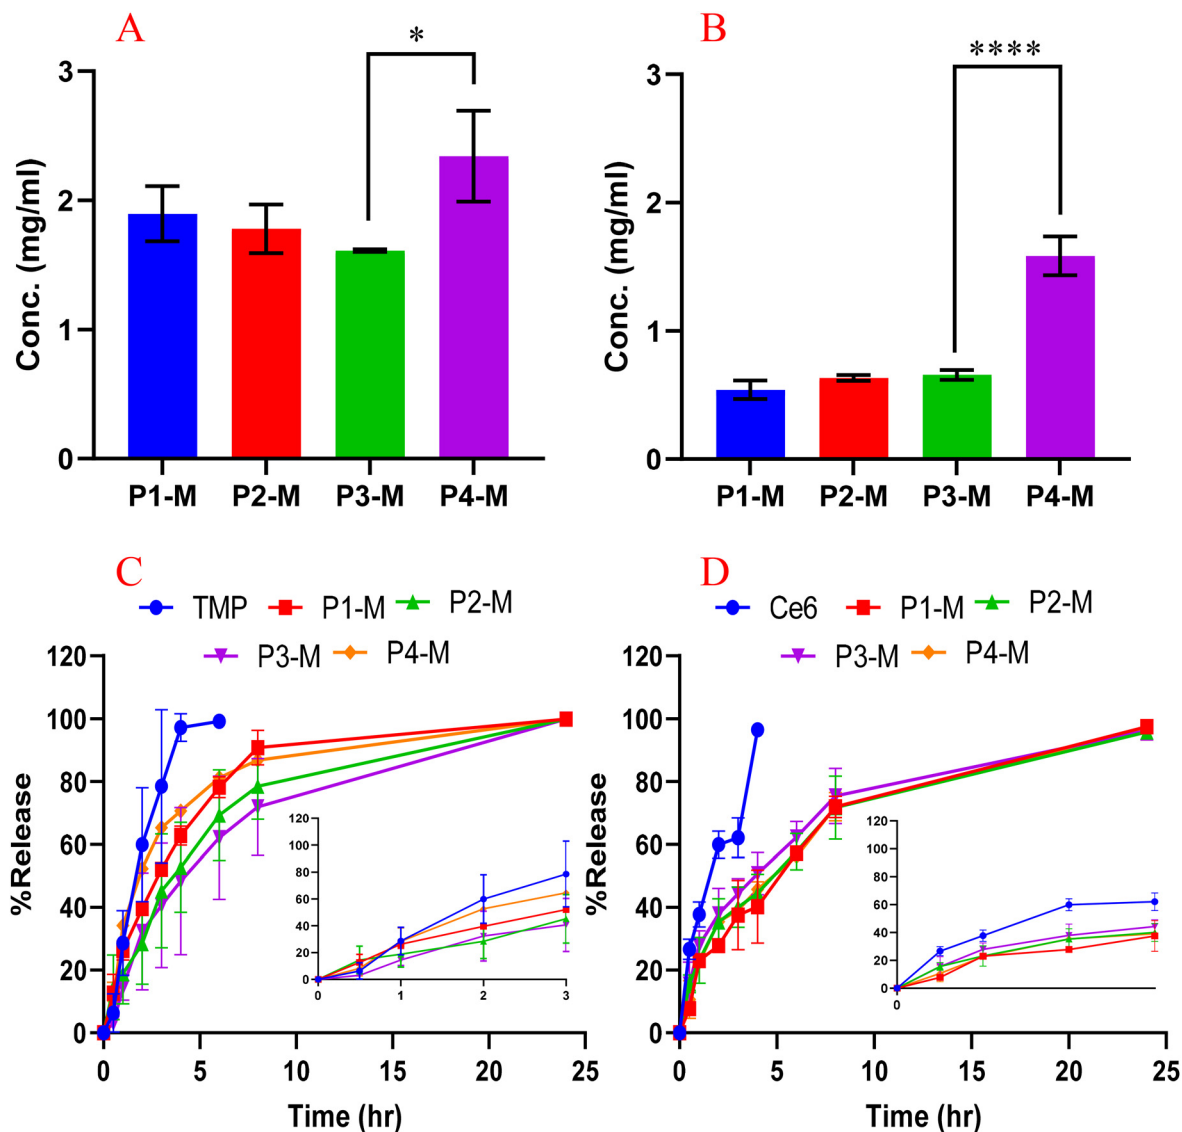 A
*
3
2
1
0
Conc. (mg/ml)
P1-M P2-M P3-M P4-M
B
****
3
2
1
0
Conc. (mg/ml)
P1-M P2-M P3-M P4-M
C
TMP P1-M P2-M
P3-M P4-M
120
100
80
60
40
20
0
%Release
0 5 10 15 20 25
Time (hr)
120
100
80
60
40
20
0
0 1 2 3
D
Ce6 P1-M P2-M
P3-M P4-M
120
100
80
60
40
20
0
%Release
0 5 10 15 20 25
Time (hr)
120
100
80
60
40
20
0
0